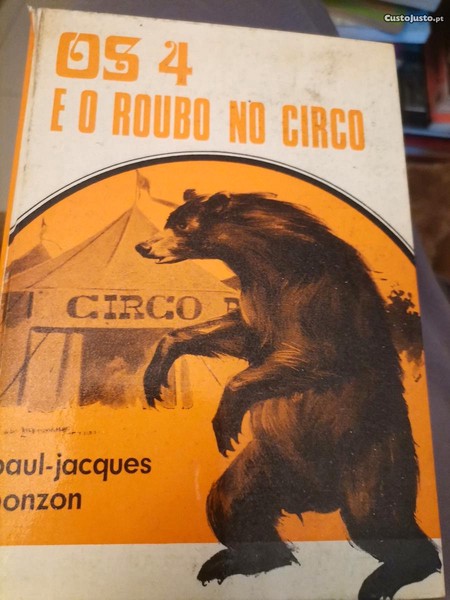 CustoJusto.pt
OS 4
E O ROUBO NO CIRCO
CIRCO
paul-jacques
bonzon